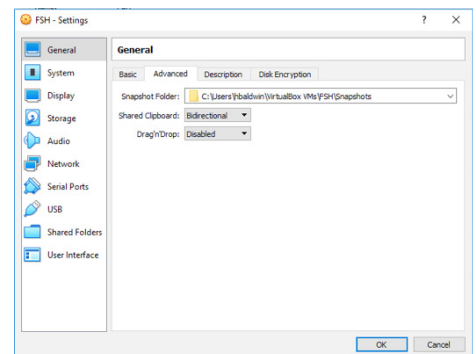 FSH - Settings
? ×
General
System
Display
Storage
Audio
Network
Serial Ports
USB
Shared Folders
User Interface
General
Basic Advanced Description Disk Encryption
Snapshot Folder: C:\Users\hbaldwin\VirtualBox VMs\FSH\Snapshots
Shared Clipboard: Bidirectional
Drag'n'Drop: Disabled
OK Cancel